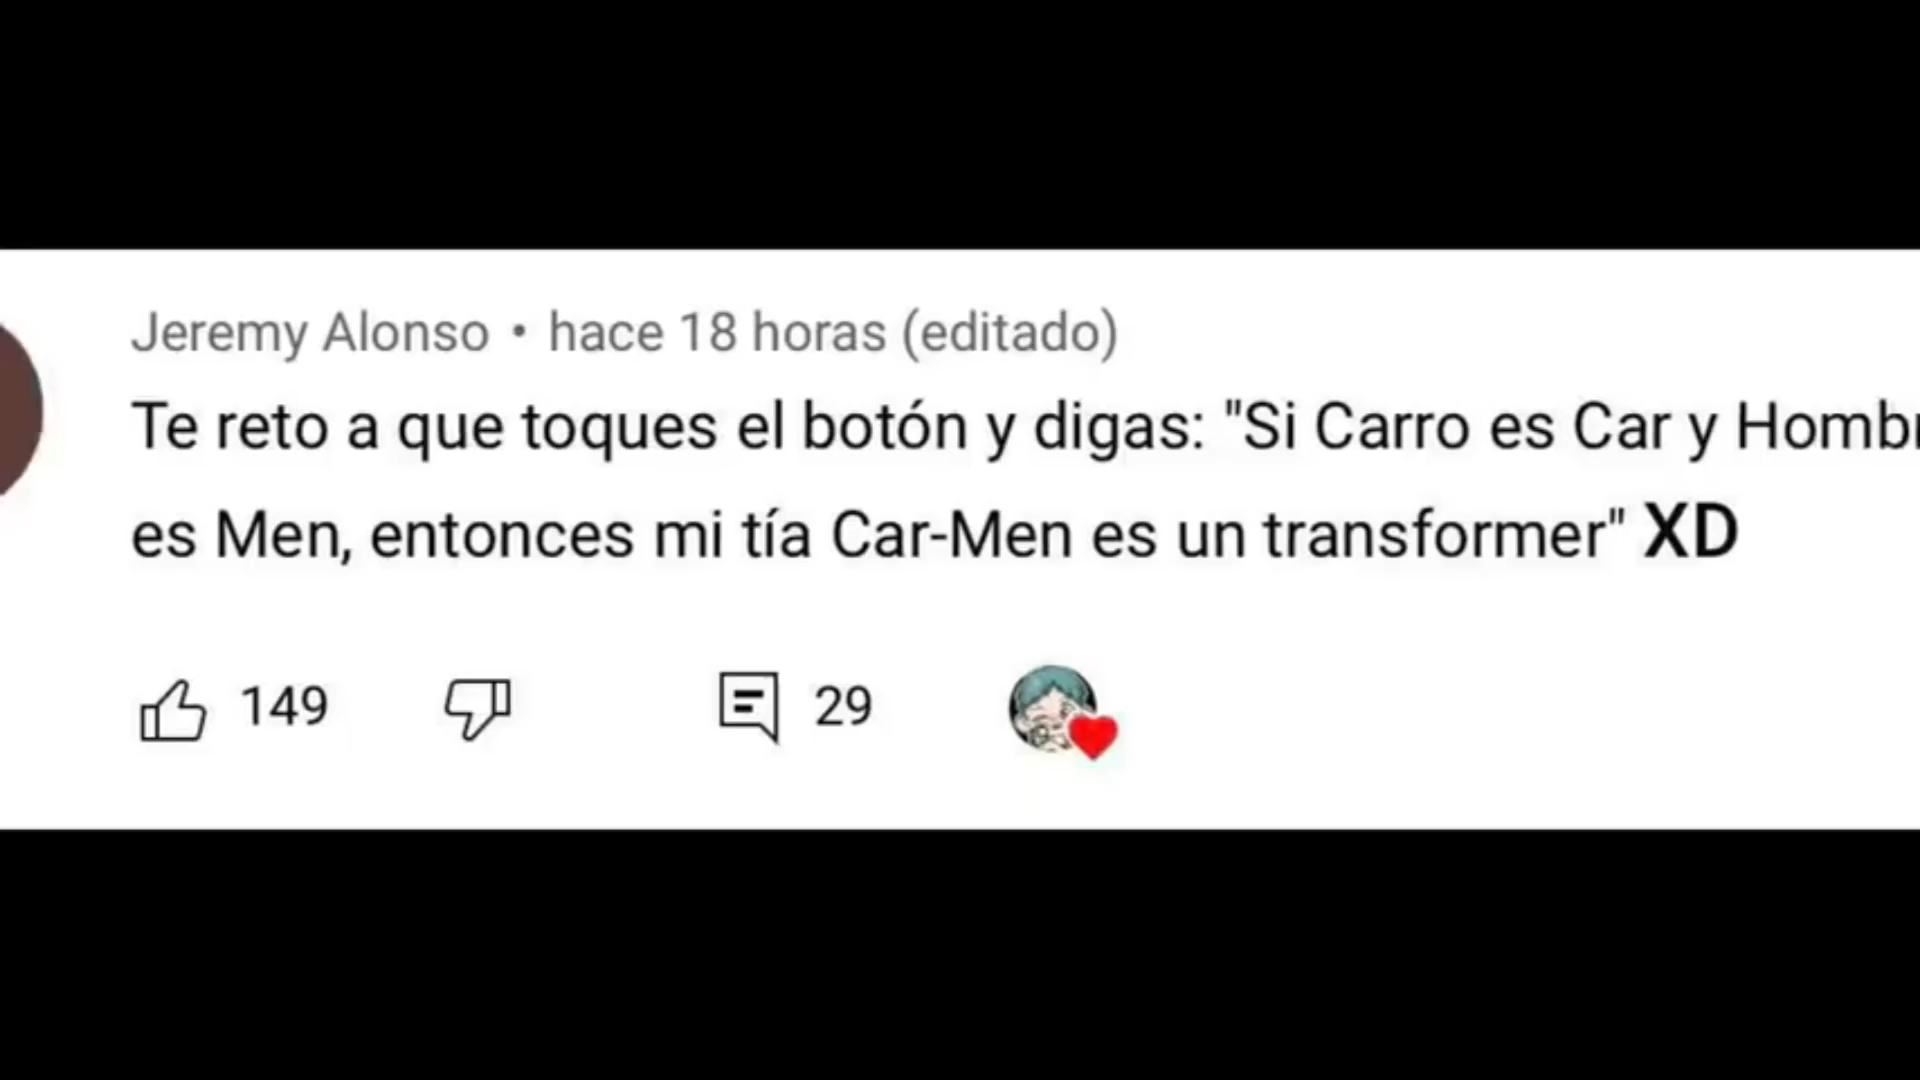 Jeremy Alonso • hace 18 horas (editado)
Te reto a que toques el botón y digas: "Si Carro es Car y Hombr
es Men, entonces mi tía Car-Men es un transformer" XD
149 29